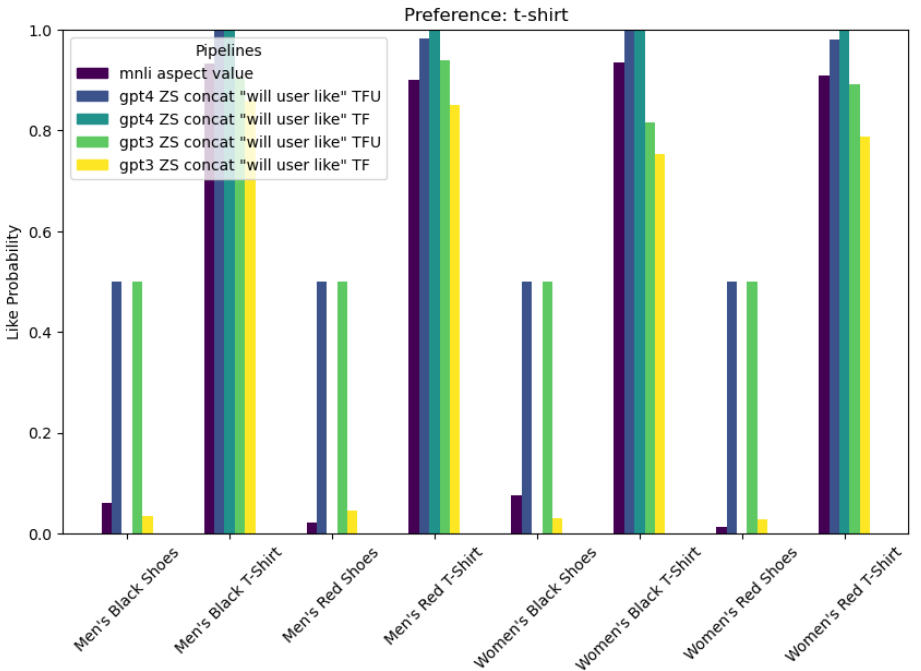 Preference: t-shirt
1.0
0.8
0.6
0.4
0.2
0.0
Like Probability
Pipelines
mnli aspect value
gpt4 ZS concat "will user like" TFU
gpt4 ZS concat "will user like" TF
gpt3 ZS concat "will user like" TFU
gpt3 ZS concat "will user like" TF
Men's Black Shoes
Men's Black T-Shirt
Men's Red Shoes
Men's Red T-Shirt
Women's Black Shoes
Women's Black T-Shirt
Women's Red Shoes
Women's Red T-Shirt